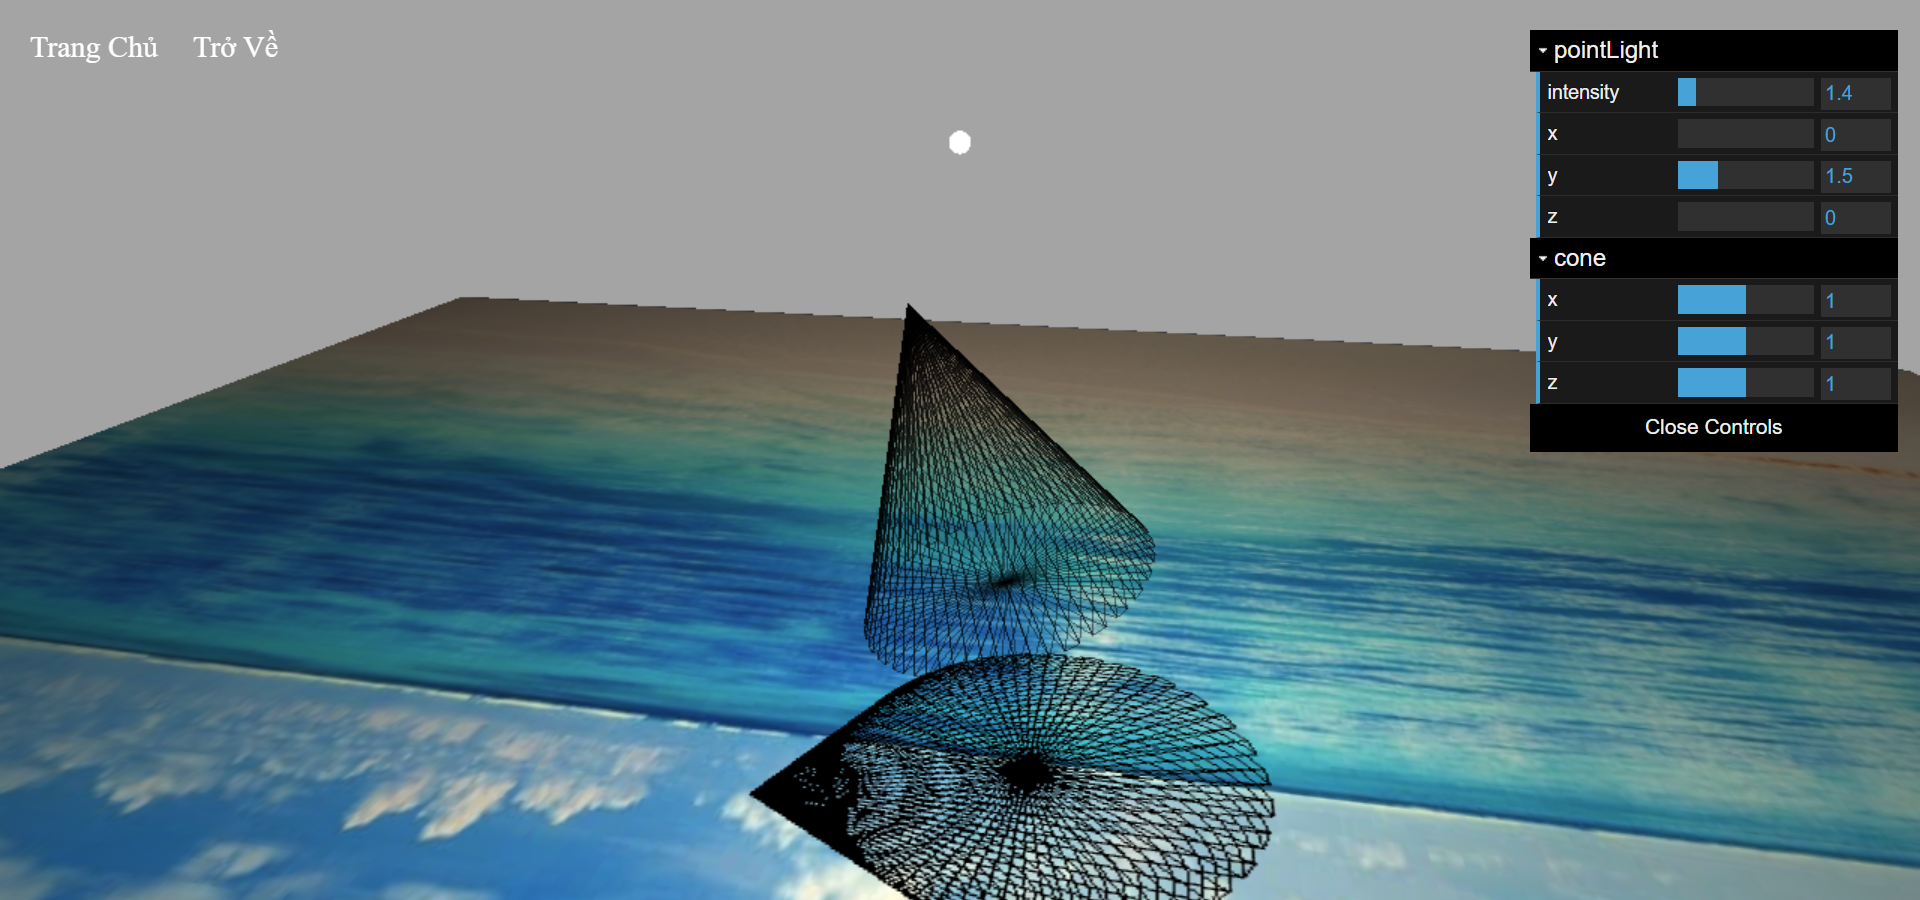 Trang Chủ Trở Về
pointLight
intensity 1.4
x 0
y 1.5
z 0
cone
x 1
y 1
z 1
Close Controls